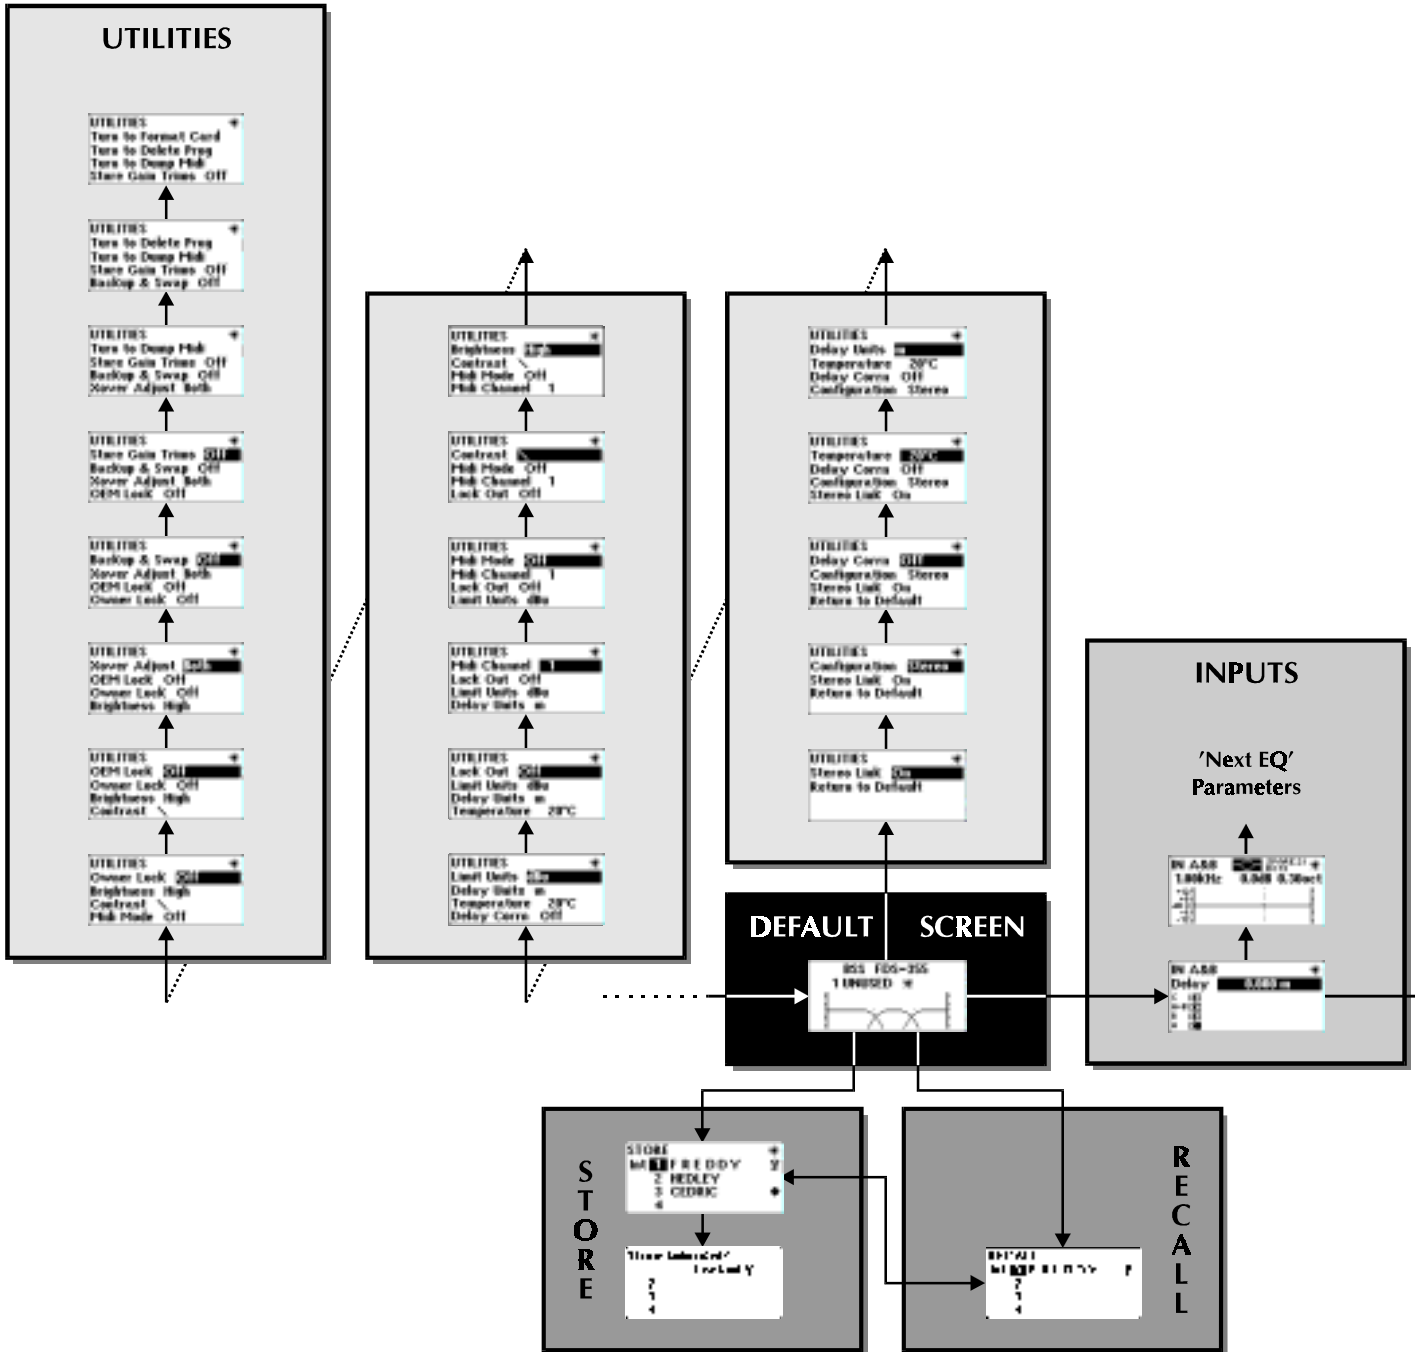 UTILITIES
UTILITIES
Turn to Format Card
Turn to Delete Prog
Turn to Dump Midi
Store Gain Trims Off
UTILITIES
Turn to Delete Prog
Turn to Dump Midi
Store Gain Trims Off
Backup & Swap Off
UTILITIES
Turn to Dump Midi
Store Gain Trims Off
Backup & Swap Off
Xover Adjust Both
UTILITIES
Store Gain Trims Off
Backup & Swap Off
Xover Adjust Both
OEM Lock Off
UTILITIES
Backup & Swap Off
Xover Adjust Both
OEM Lock Off
Owner Lock Off
UTILITIES
Xover Adjust Both
OEM Lock Off
Owner Lock Off
Brightness High
UTILITIES
OEM Lock Off
Owner Lock Off
Brightness High
Contrast \
UTILITIES
Owner Lock Off
Brightness High
Contrast \
Midi Mode Off
UTILITIES
Brightness High
Contrast \
Midi Mode Off
Midi Channel 1
UTILITIES
Contrast \
Midi Mode Off
Midi Channel 1
Lock Out Off
UTILITIES
Midi Mode Off
Midi Channel 1
Lock Out Off
Limit Units dBu
UTILITIES
Midi Channel 1
Lock Out Off
Limit Units dBu
Delay Units m
UTILITIES
Lock Out Off
Limit Units dBu
Delay Units m
Temperature 20°C
UTILITIES
Limit Units dBu
Delay Units m
Temperature 20°C
Delay Corrn Off
UTILITIES
Delay Units m
Temperature 20°C
Delay Corrn Off
Configuration Stereo
UTILITIES
Temperature 20°C
Delay Corrn Off
Configuration Stereo
Stereo Link On
UTILITIES
Delay Corrn Off
Configuration Stereo
Stereo Link On
Return to Default
UTILITIES
Configuration Stereo
Stereo Link On
Return to Default
UTILITIES
Stereo Link On
Return to Default
DEFAULT SCREEN
BSS FDS-355
1 UNUSED
INPUTS
'Next EQ'
Parameters
IN A&B
1.00KHz 0.0dB 0.30oct
IN A&B
Delay 0.000 m
STORE
STORE
Int 1 FREDDY
2 HEDLEY
3 CEDRIC
4
2
3
4
RECALL
2
3
4